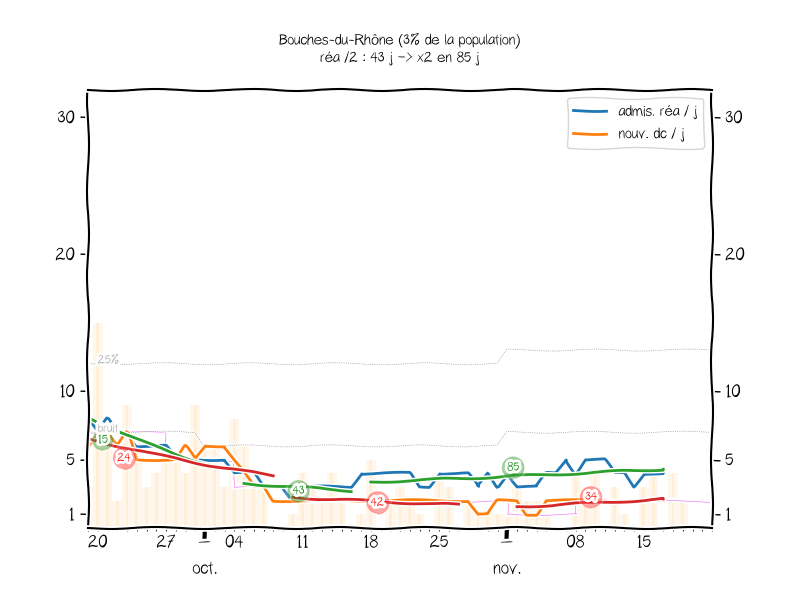 Bouches-du-Rhône (3% de la population)
réa /2 : 43 j -> x2 en 85 j
admis. réa / j
nouv. dc / j
30 30
20 20
25%
10 10
bruit
15
24
5 5
85
43
42
34
1 1
20 27 04 11 18 25 08 15
oct. nov.